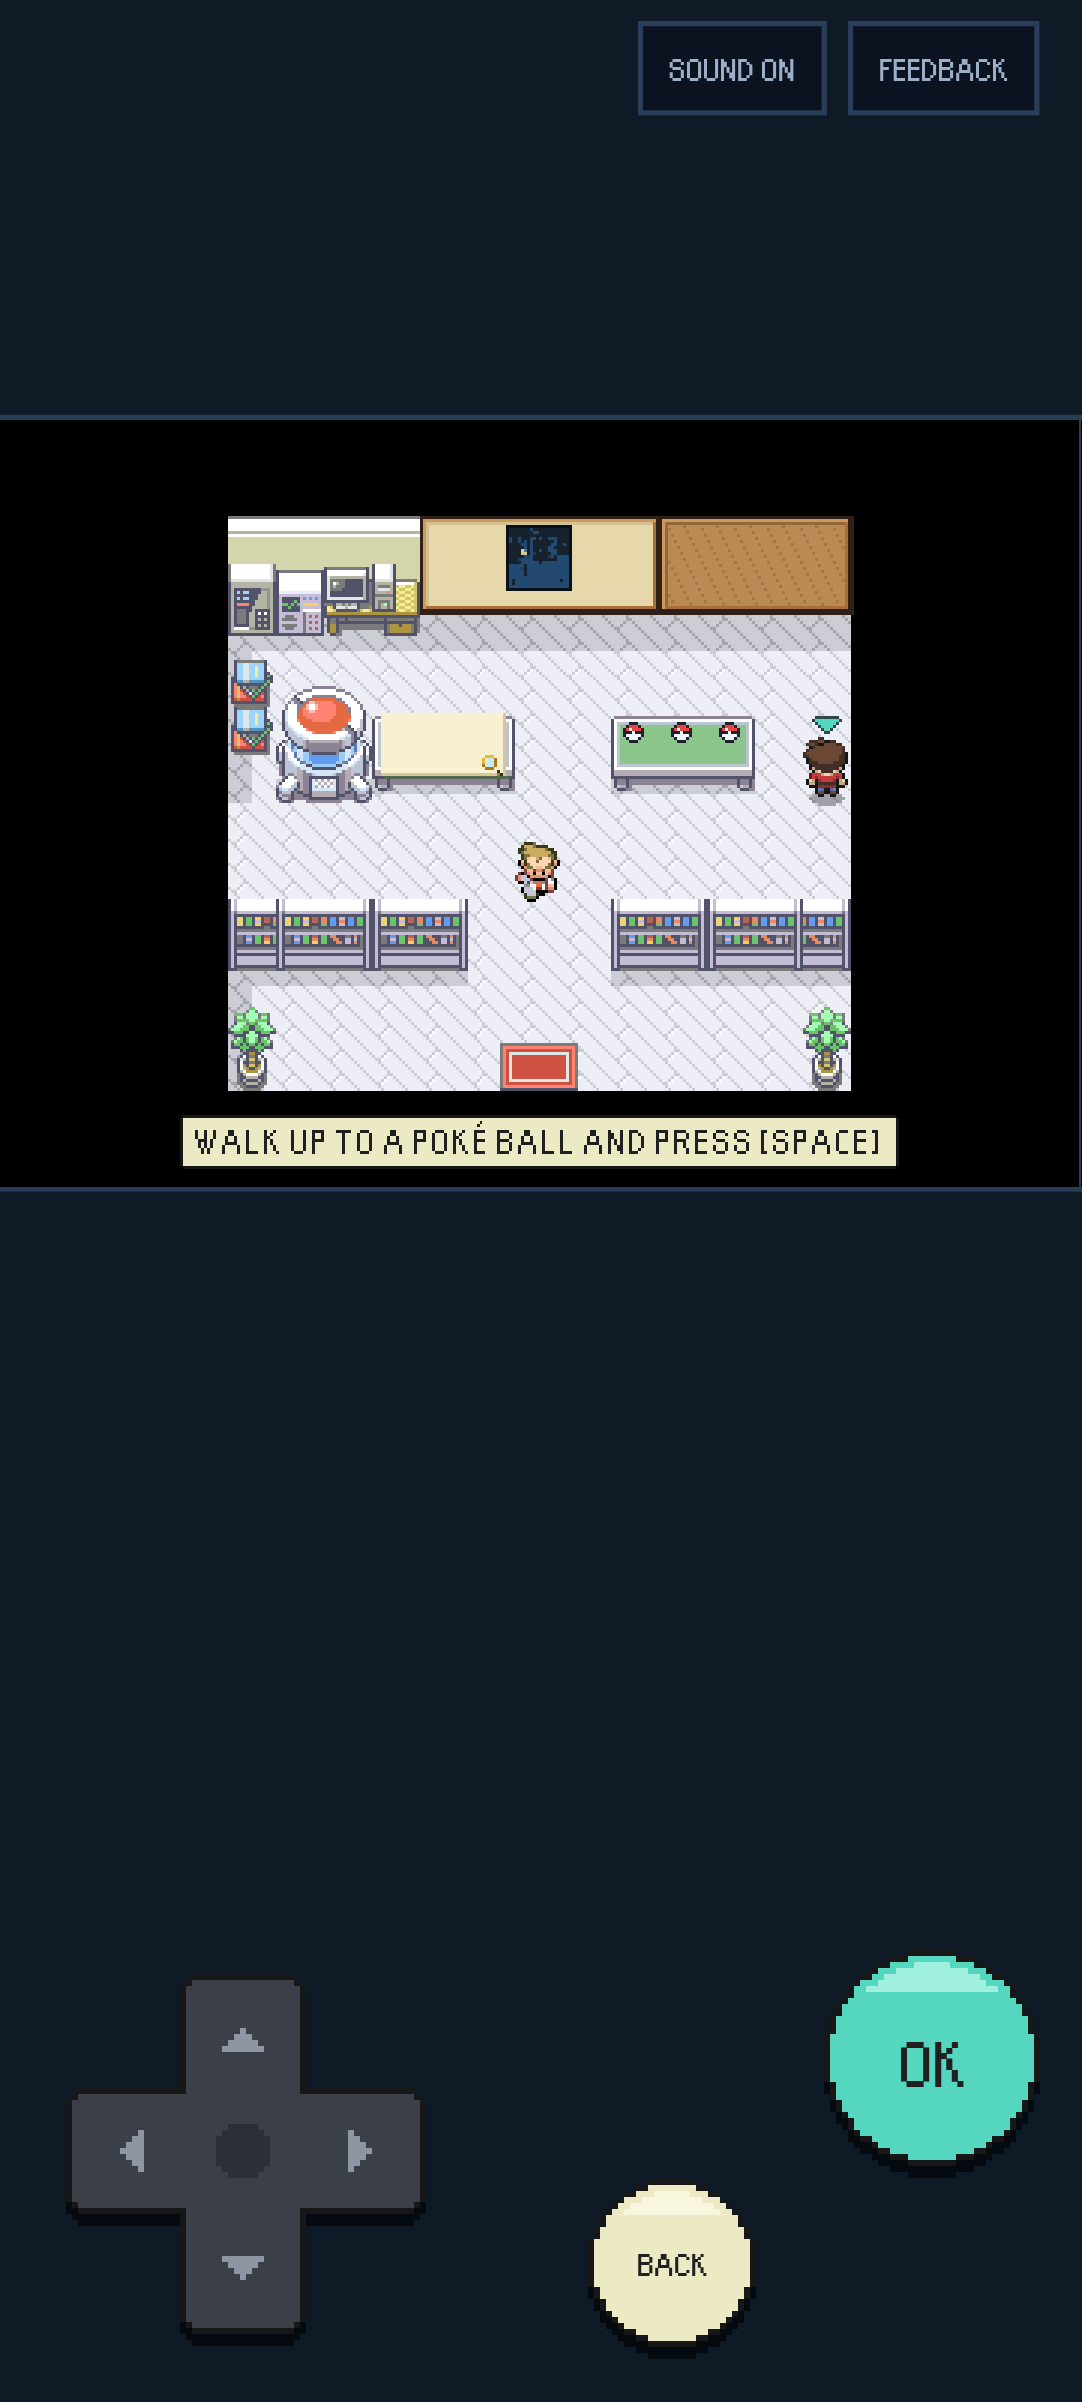 SOUND ON
FEEDBACK
WALK UP TO A POKÉ BALL AND PRESS [SPACE]
OK
BACK